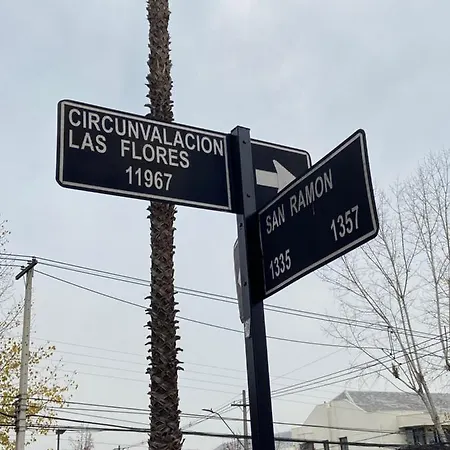 CIRCUNVALACION
LAS FLORES
11967
SAN RAMON
1335 1357